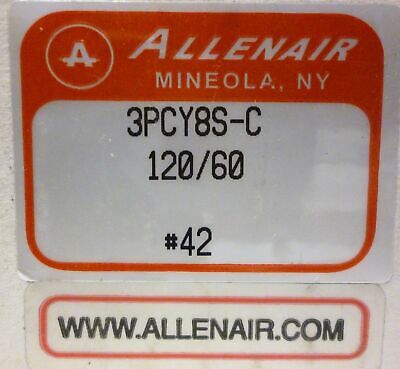 A ALLENAIR
MINEOLA, NY
3PCY8S-C
120/60
#42
WWW.ALLENAIR.COM